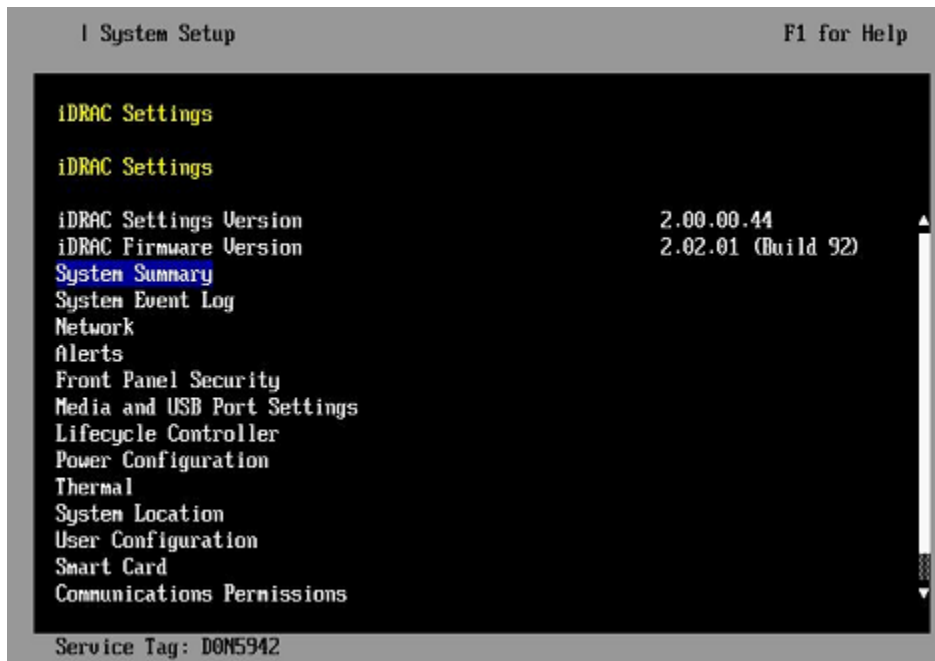 | System Setup F1 for Help
iDRAC Settings
iDRAC Settings
iDRAC Settings Version 2.00.00.44
iDRAC Firmware Version 2.02.01 (Build 92)
System Summary
System Event Log
Network
Alerts
Front Panel Security
Media and USB Port Settings
Lifecycle Controller
Power Configuration
Thermal
System Location
User Configuration
Smart Card
Communications Permissions
Service Tag: D0N5942